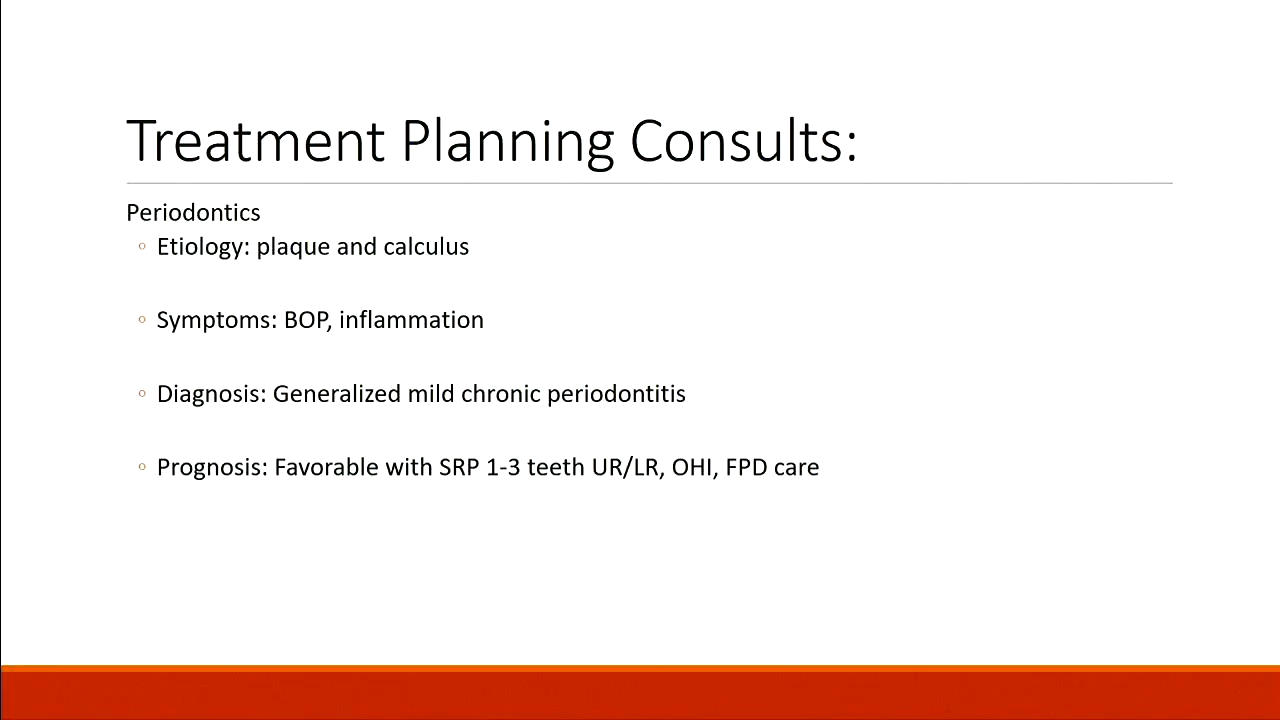 Treatment Planning Consults:
Periodontics
◦ Etiology: plaque and calculus
◦ Symptoms: BOP, inflammation
◦ Diagnosis: Generalized mild chronic periodontitis
◦ Prognosis: Favorable with SRP 1-3 teeth UR/LR, OHI, FPD care